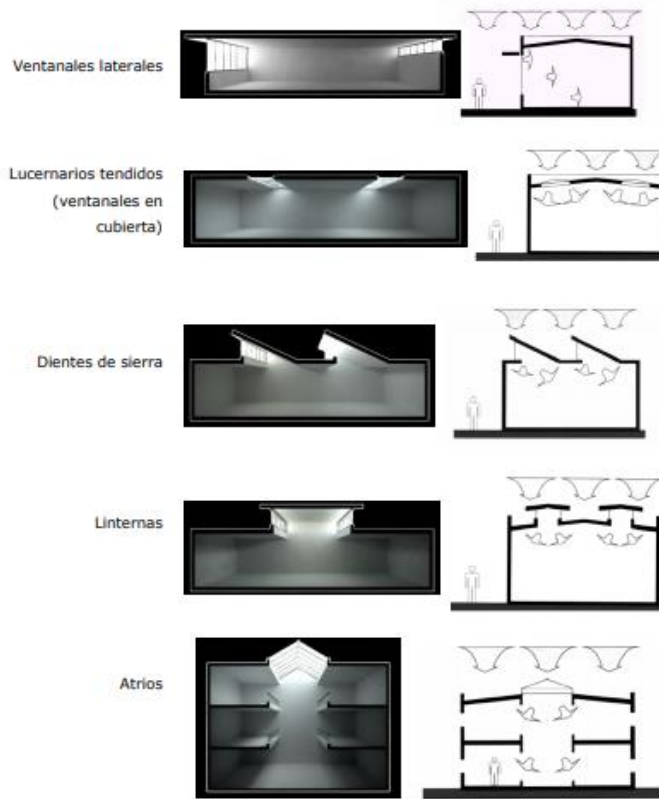 Ventanales laterales
Lucernarios tendidos
(ventanales en
cubierta)
Dientes de sierra
Linternas
Atrios